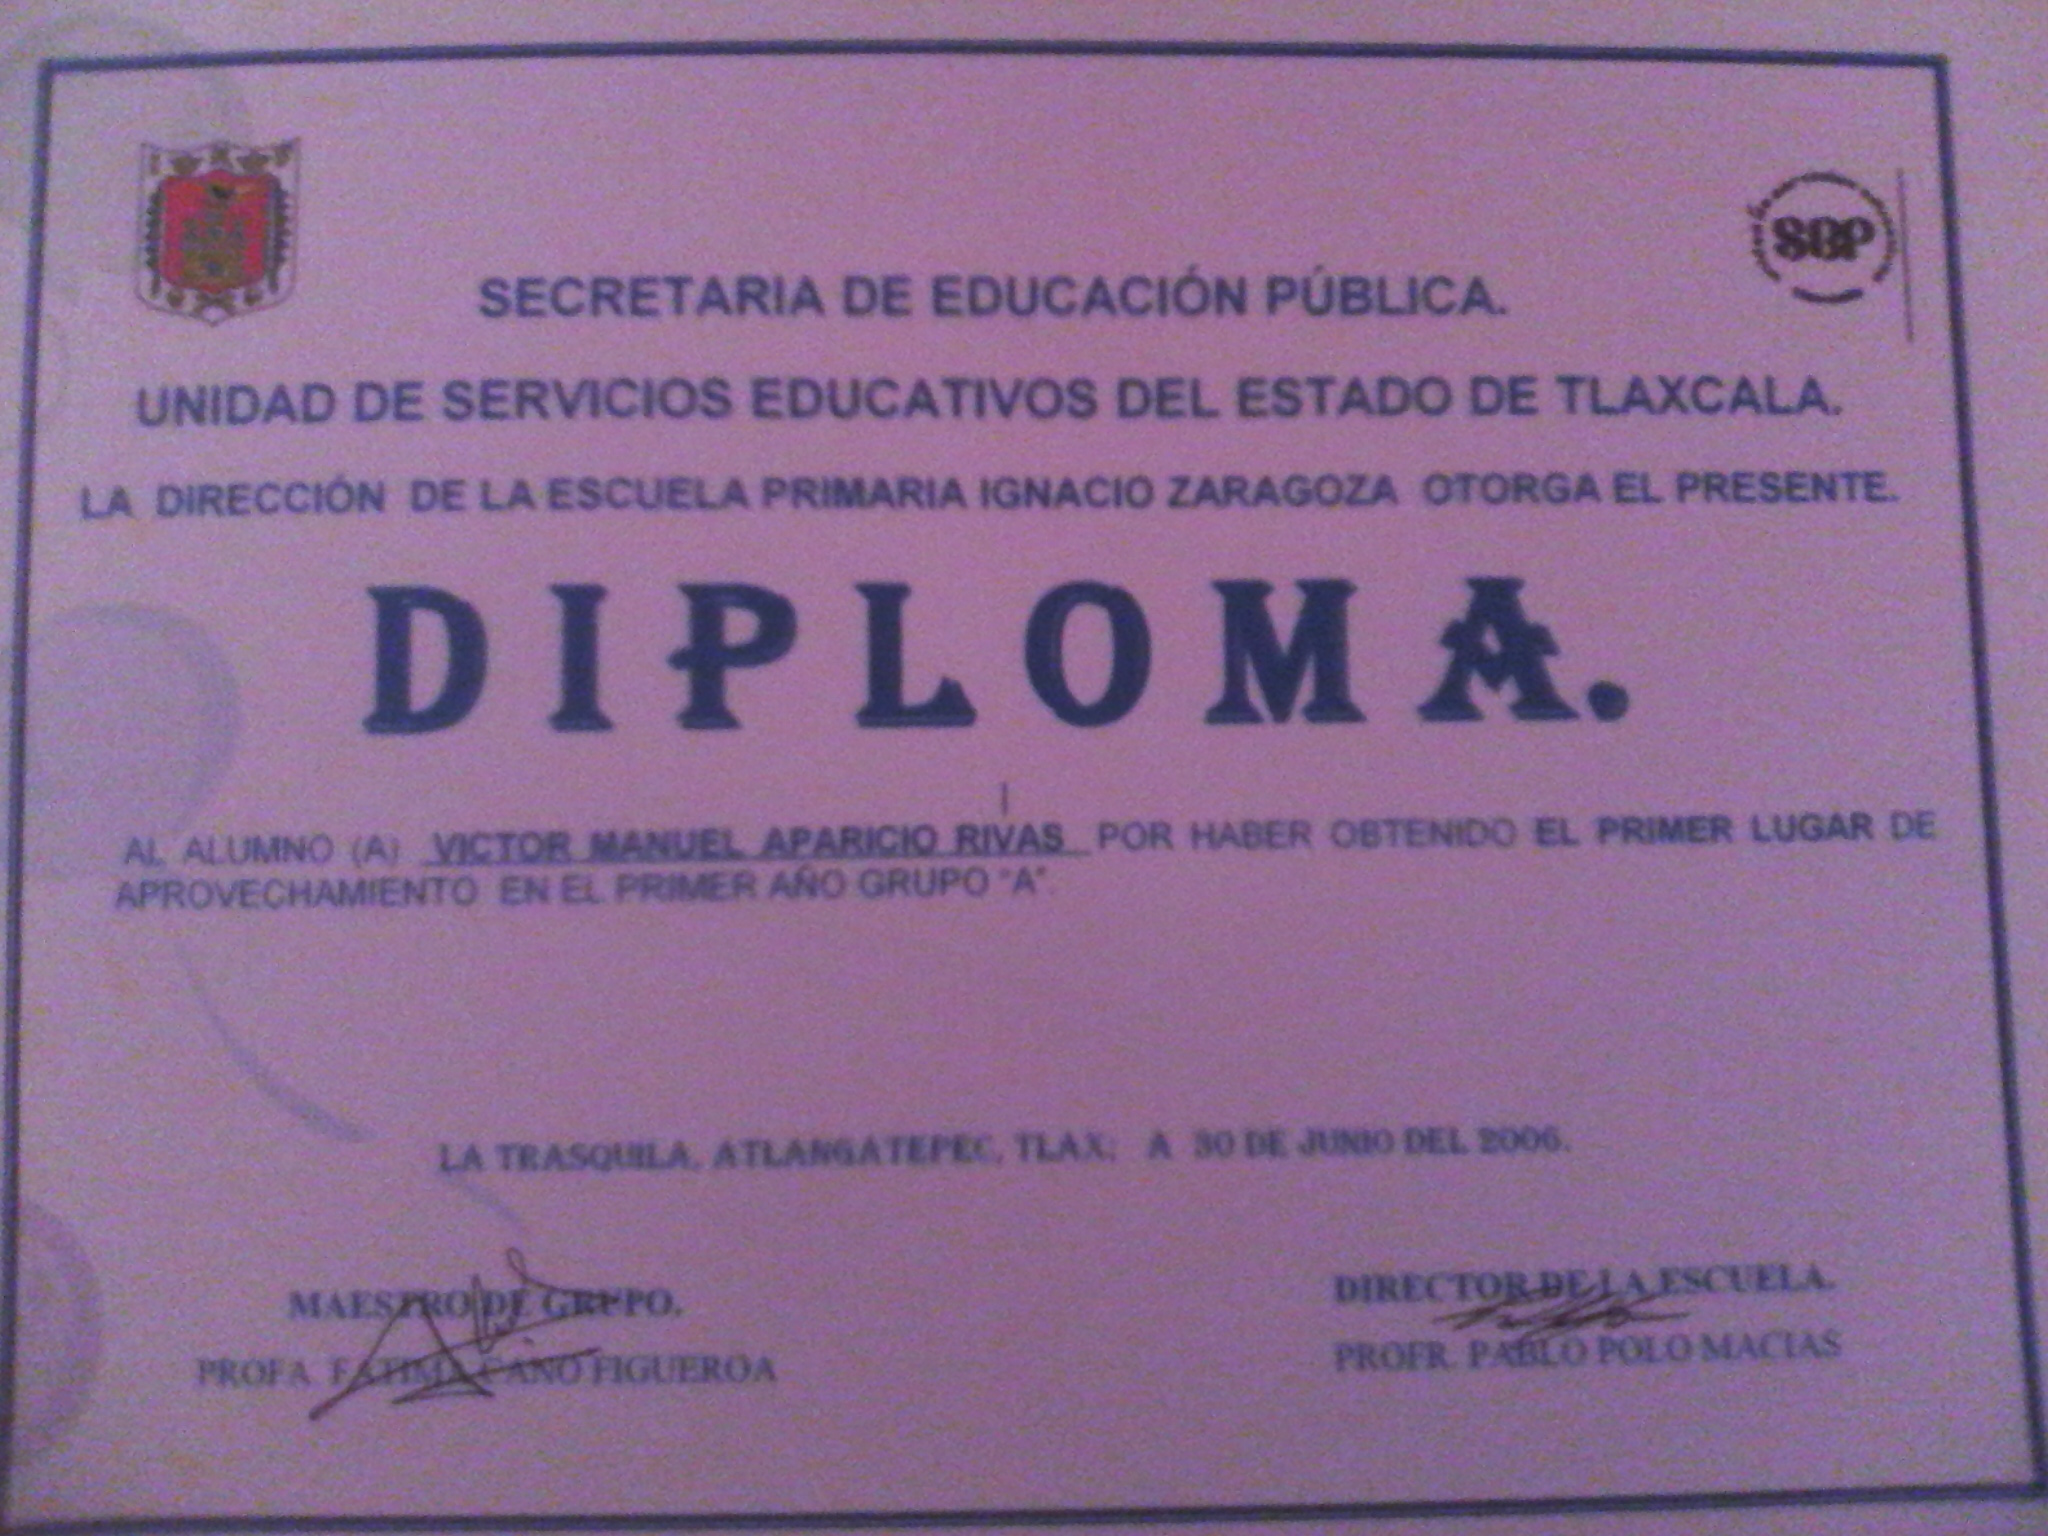 SEP
SECRETARIA DE EDUCACIÓN PÚBLICA.
UNIDAD DE SERVICIOS EDUCATIVOS DEL ESTADO DE TLAXCALA.
LA DIRECCIÓN DE LA ESCUELA PRIMARIA IGNACIO ZARAGOZA OTORGA EL PRESENTE.
DIPLOMA.
AL ALUMNO (A) VICTOR MANUEL APARICIO RIVAS POR HABER OBTENIDO EL PRIMER LUGAR DE
APROVECHAMIENTO EN EL PRIMER AÑO GRUPO "A".
LA TRASQUILA, ATLANGATEPEC, TLAX; A 30 DE JUNIO DEL 2006.
MAESTRO DE GRUPO.
PROFA. FATIMA CANO FIGUEROA
DIRECTOR DE LA ESCUELA.
PROFR. PABLO POLO MACIAS